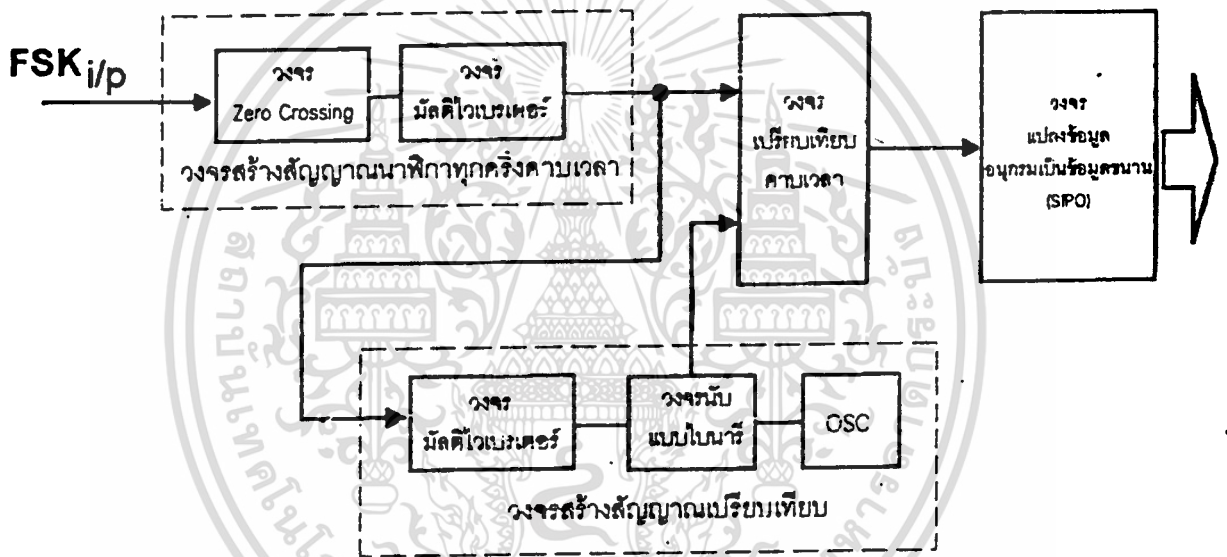 FSK i/p
วงจร
Zero Crossing
วงจร
มัลติไวเบรเตอร์
วงจรสร้างสัญญาณนาฬิกาทุกครึ่งคาบเวลา
วงจร
เปรียบเทียบ
คาบเวลา
วงจร
แปลงข้อมูล
อนุกรมเป็นข้อมูลขนาน
(SIPO)
วงจร
มัลติไวเบรเตอร์
วงจรนับ
แบบไบนารี
OSC
วงจรสร้างสัญญาณเปรียบเทียบ